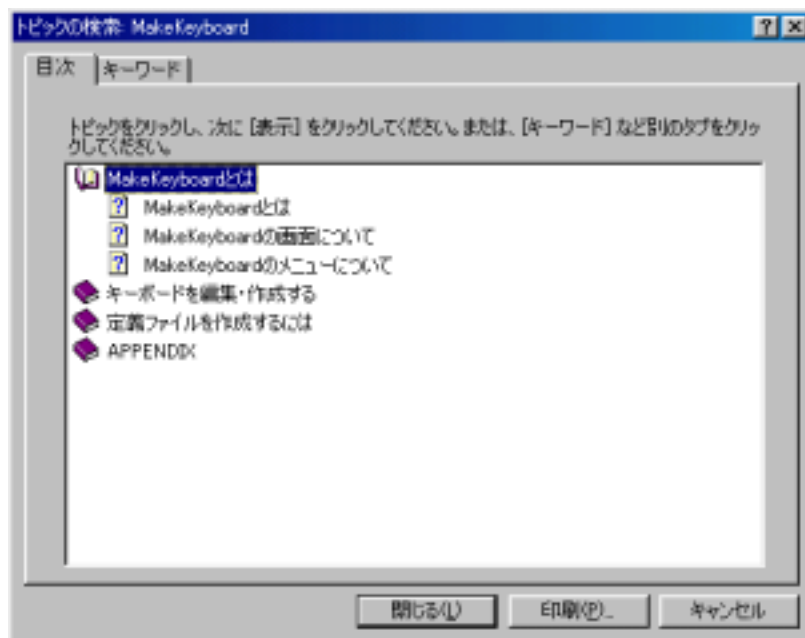 トピックの検索: MakeKeyboard
目次
キーワード
トピックをクリックし、次に [表示] をクリックしてください。または、[キーワード] など別のタブをクリッ
クしてください。
MakeKeyboardとは
MakeKeyboardとは
MakeKeyboardの画面について
MakeKeyboardのメニューについて
キーボードを編集・作成する
定義ファイルを作成するには
APPENDIX
閉じる(L)
印刷(P)...
キャンセル